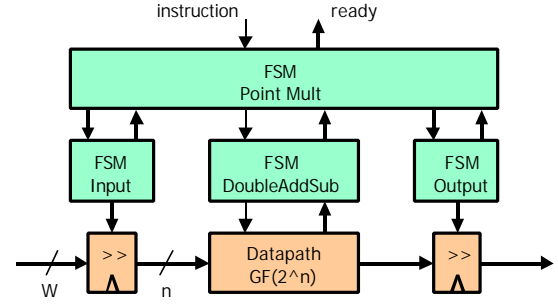 instruction ready
FSM
Point Mult
FSM
Input
FSM
DoubleAddSub
FSM
Output
>>
Datapath
GF(2^n)
>>
W
n